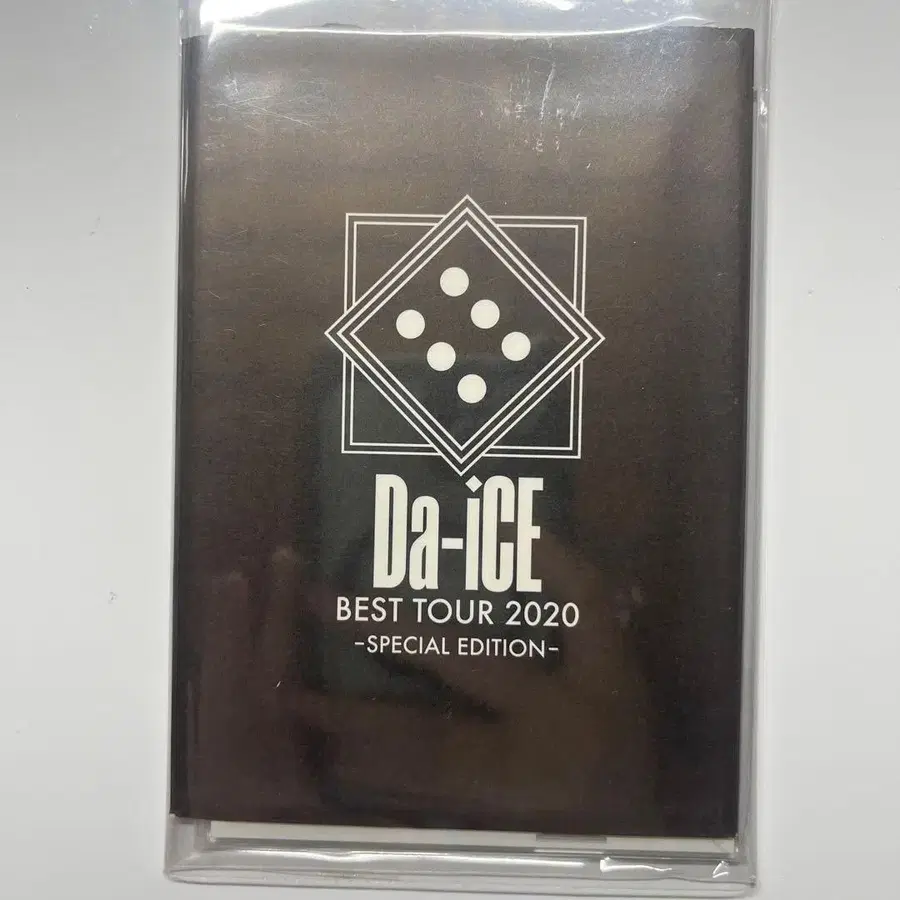 Da-iCE
BEST TOUR 2020
-SPECIAL EDITION-